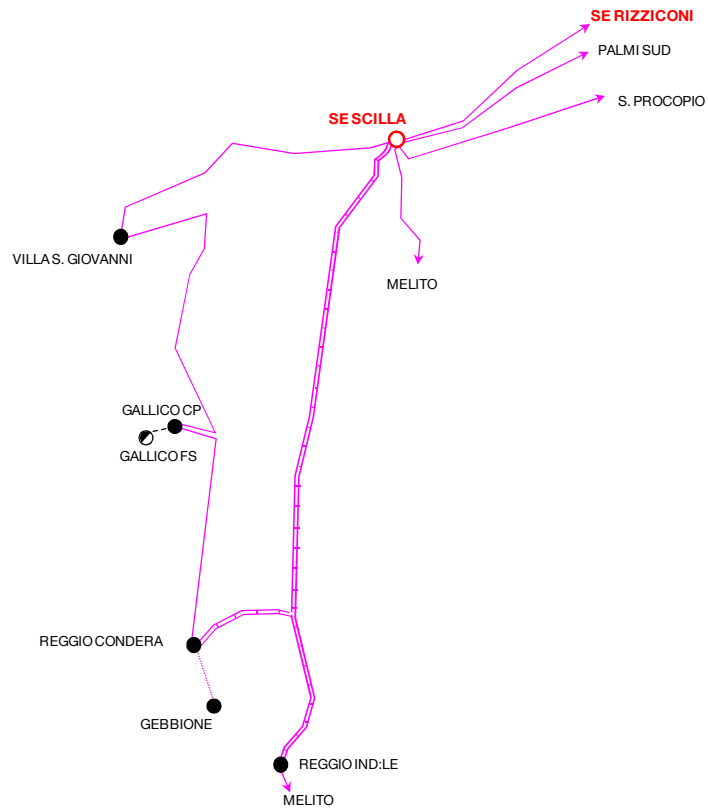 SE RIZZICONI
PALMI SUD
S. PROCOPIO
SE SCILLA
VILLA S. GIOVANNI
MELITO
GALLICO CP
GALLICO FS
REGGIO CONDERA
GEBBIONE
REGGIO IND:LE
MELITO